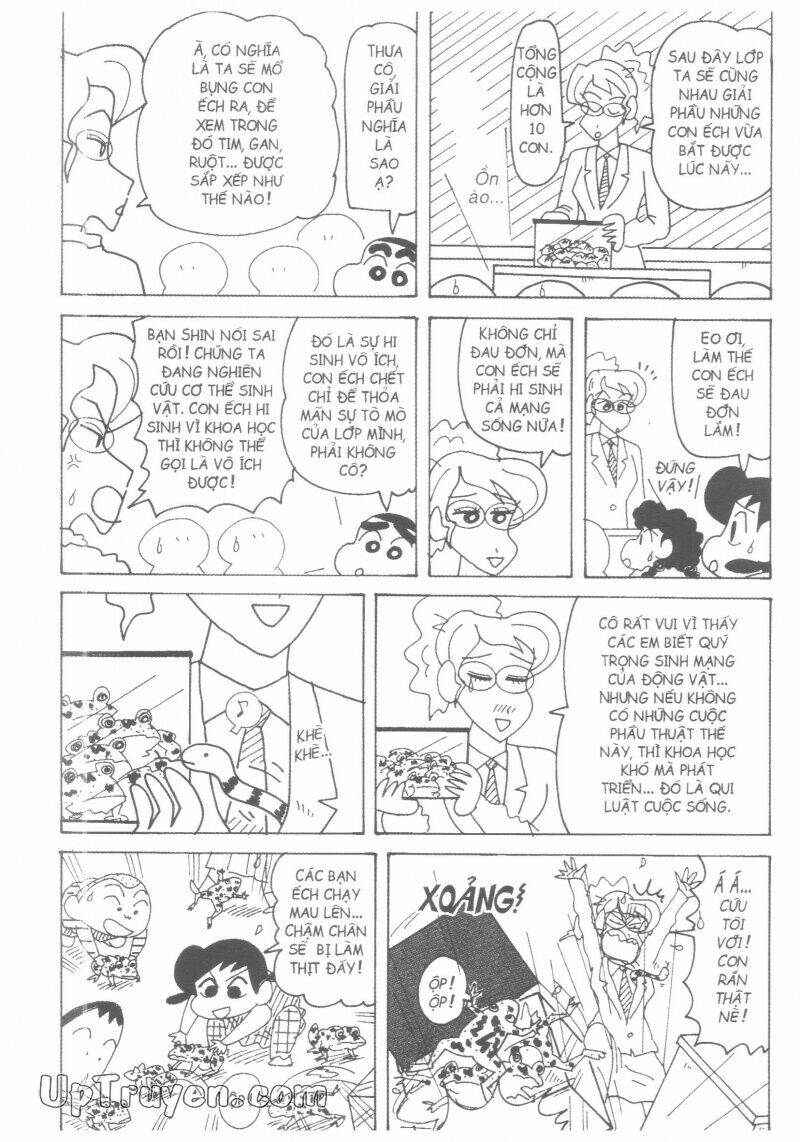 SAU ĐÂY LỚP
TA SẼ CÙNG
NHAU GIẢI
PHẪU NHỮNG
CON ẾCH VỪA
BẮT ĐƯỢC
LÚC NÃY...
TỔNG
CỘNG
LÀ
HƠN
10
CON.
Ồn
ào...
THƯA
CÔ,
GIẢI
PHẪU
NGHĨA
LÀ
SAO
Ạ?
À, CÓ NGHĨA
LÀ TA SẼ MỔ
BỤNG CON
ẾCH RA, ĐỂ
XEM TRONG
ĐÓ TIM, GAN,
RUỘT... ĐƯỢC
SẮP XẾP NHƯ
THẾ NÀO!
EO ƠI,
LÀM THẾ
CON ẾCH
SẼ ĐAU
ĐỚN
LẮM!
ĐÚNG
VẬY!
KHÔNG CHỈ
ĐAU ĐỚN, MÀ
CON ẾCH SẼ
PHẢI HI SINH
CẢ MẠNG
SỐNG NỮA!
ĐÓ LÀ SỰ HI
SINH VÔ ÍCH,
CON ẾCH CHẾT
CHỈ ĐỂ THỎA
MÃN SỰ TÒ MÒ
CỦA LỚP MÌNH,
PHẢI KHÔNG
CÔ?
BẠN SHIN NÓI SAI
RỒI! CHÚNG TA
ĐANG NGHIÊN
CỨU CƠ THỂ SINH
VẬT. CON ẾCH HI
SINH VÌ KHOA HỌC
THÌ KHÔNG THỂ
GỌI LÀ VÔ ÍCH
ĐƯỢC!
CÔ RẤT VUI VÌ THẤY
CÁC EM BIẾT QUÝ
TRỌNG SINH MẠNG
CỦA ĐỘNG VẬT...
NHƯNG NẾU KHÔNG
CÓ NHỮNG CUỘC
PHẪU THUẬT THẾ
NÀY, THÌ KHOA HỌC
KHÓ MÀ PHÁT
TRIỂN... ĐÓ LÀ QUI
LUẬT CUỘC SỐNG.
KHÈ
KHÈ...
Á Á...
CỨU
TÔI
VỚI!
CON
RẮN
THẬT
NÈ!
XOẢNG!
ỘP!
ỘP!
CÁC BẠN
ẾCH CHẠY
MAU LÊN...
CHẬM CHÂN
SẼ BỊ LÀM
THỊT ĐẤY!
UpTruyen.com